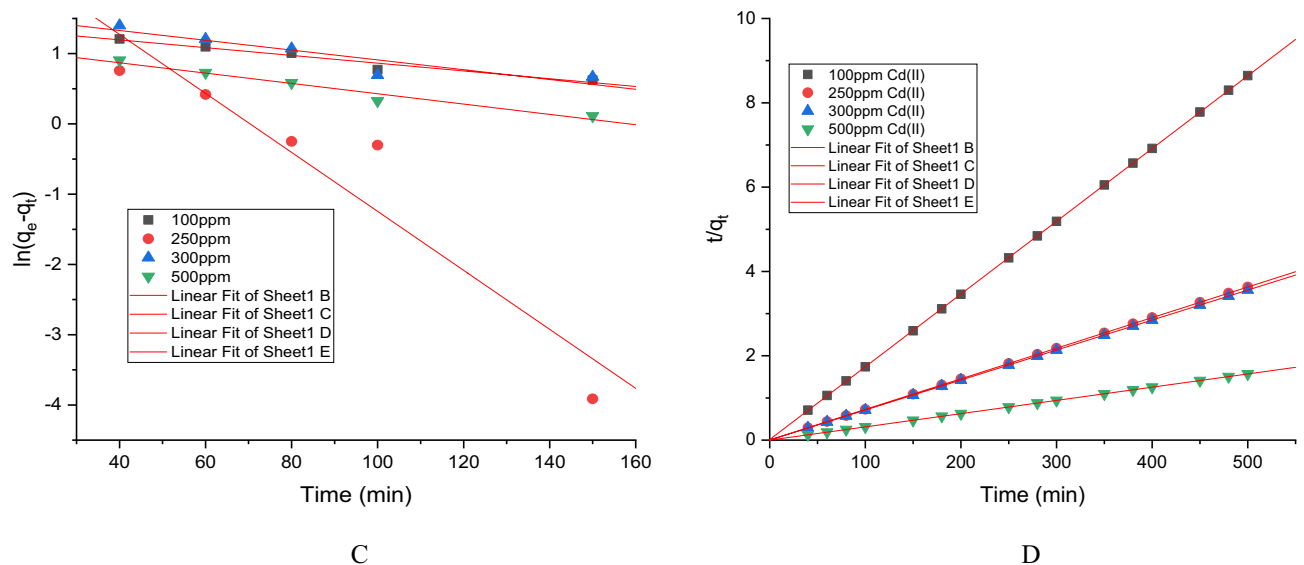 1
0
-1
-2
-3
-4
ln(qₑ-qₜ)
100ppm
250ppm
300ppm
500ppm
Linear Fit of Sheet1 B
Linear Fit of Sheet1 C
Linear Fit of Sheet1 D
Linear Fit of Sheet1 E
40 60 80 100 120 140 160
Time (min)
C
10
8
6
4
2
0
t/qₜ
100ppm Cd(II)
250ppm Cd(II)
300ppm Cd(II)
500ppm Cd(II)
Linear Fit of Sheet1 B
Linear Fit of Sheet1 C
Linear Fit of Sheet1 D
Linear Fit of Sheet1 E
0 100 200 300 400 500
Time (min)
D